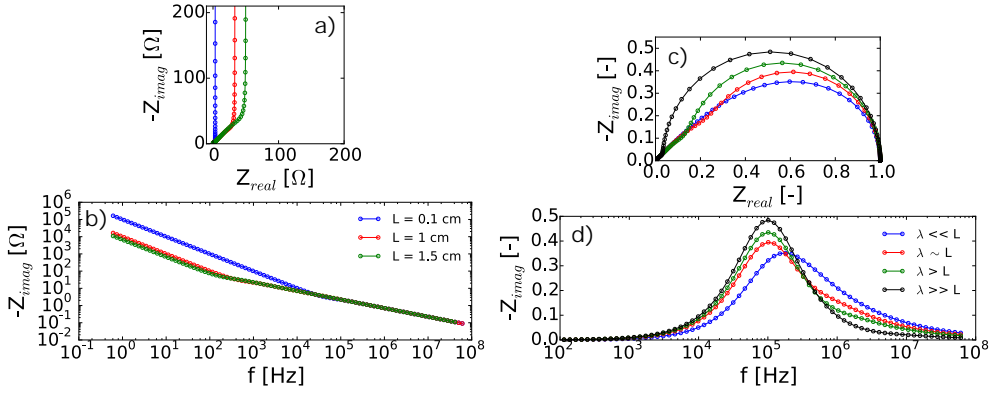 a)
-Z_imag [Ω]
200
100
0
0 100 200
Z_real [Ω]
b)
-Z_imag [Ω]
10^6
10^5
10^4
10^3
10^2
10^1
10^0
10^-1
10^-2
L = 0.1 cm
L = 1 cm
L = 1.5 cm
10^-1 10^0 10^1 10^2 10^3 10^4 10^5 10^6 10^7 10^8
f [Hz]
c)
-Z_imag [-]
0.5
0.4
0.3
0.2
0.1
0.0
0.0 0.2 0.4 0.6 0.8 1.0
Z_real [-]
d)
-Z_imag [-]
0.5
0.4
0.3
0.2
0.1
0.0
λ << L
λ ~ L
λ > L
λ >> L
10^2 10^3 10^4 10^5 10^6 10^7 10^8
f [Hz]